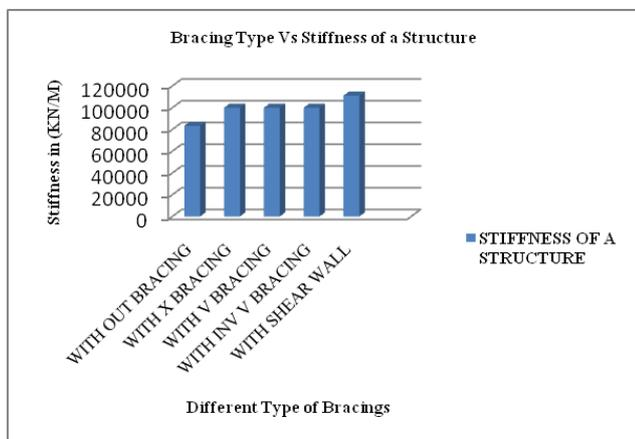 Bracing Type Vs Stiffness of a Structure
Stiffness in (KN/M)
120000
100000
80000
60000
40000
20000
0
WITH OUT BRACING
WITH X BRACING
WITH V BRACING
WITH INV V BRACING
WITH SHEAR WALL
STIFFNESS OF A
STRUCTURE
Different Type of Bracings